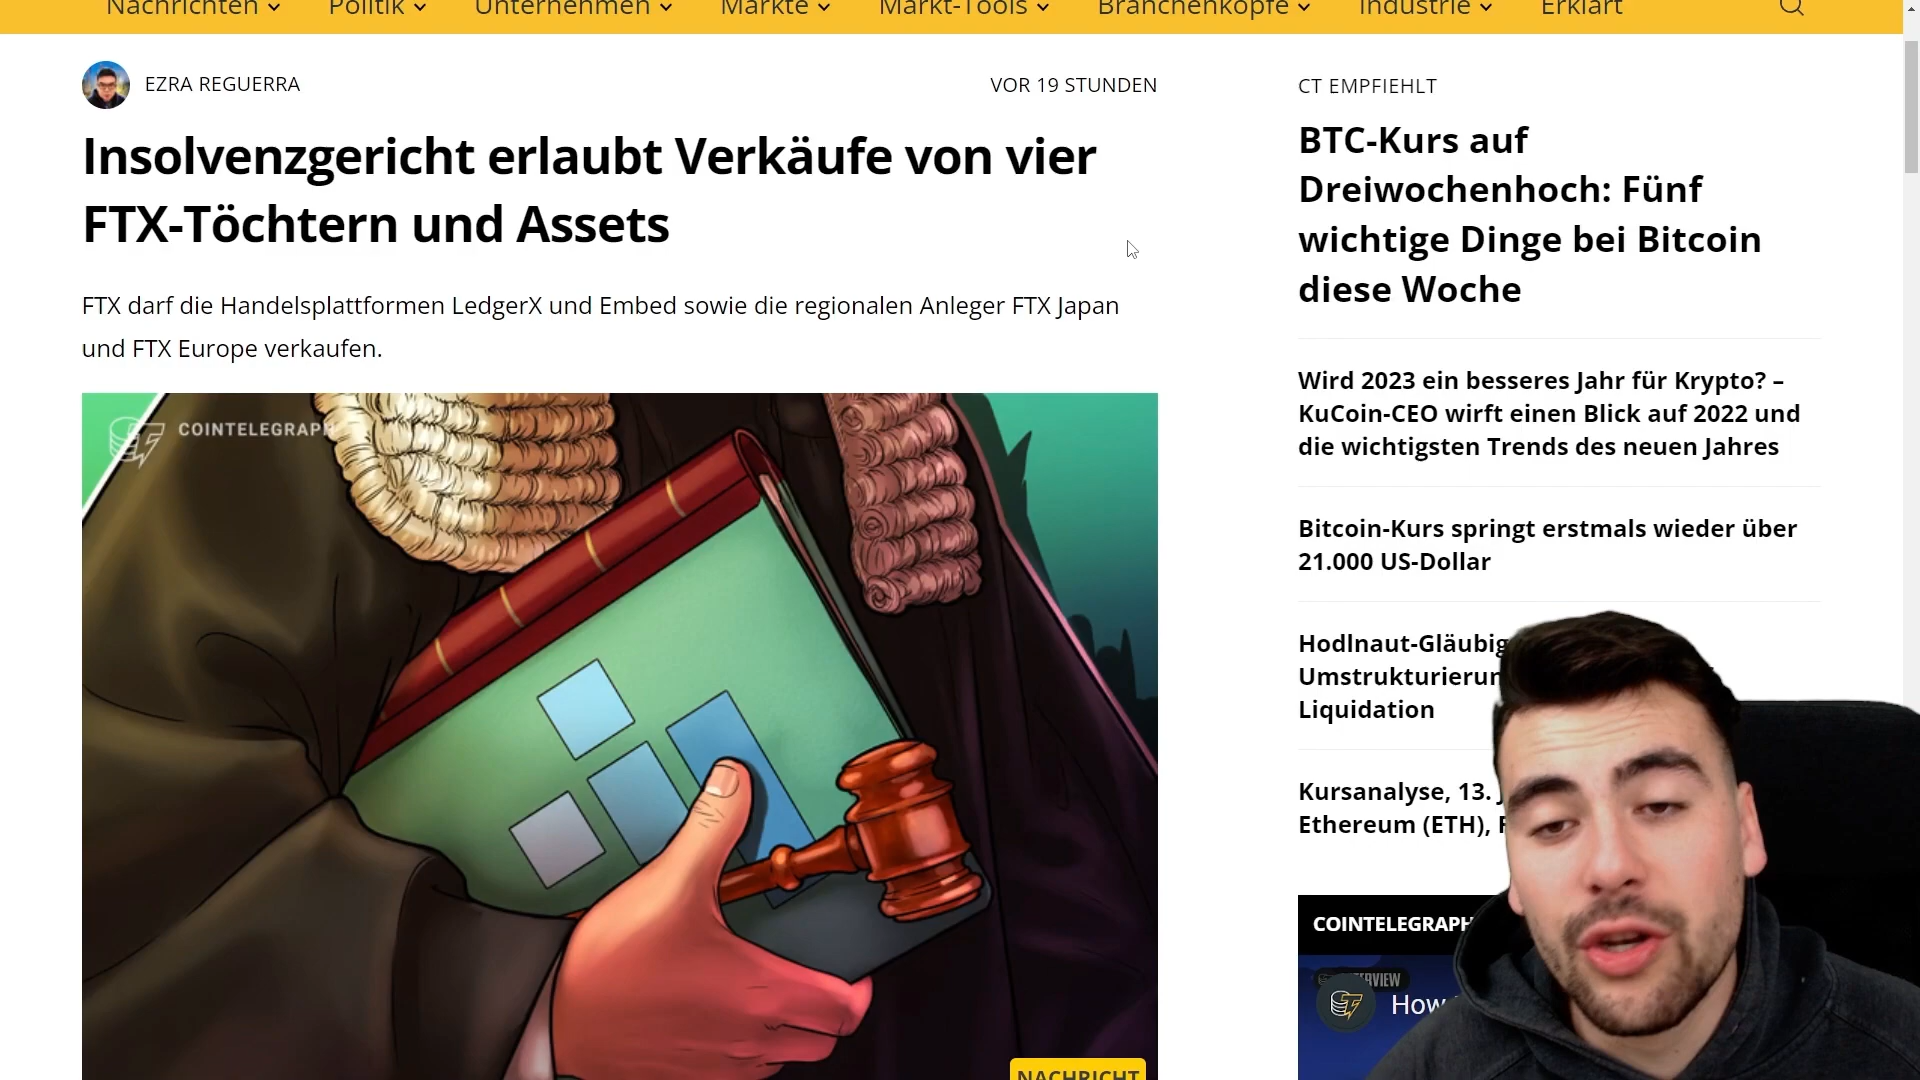 Nachrichten
Politik
Unternehmen
Märkte
Markt-Tools
Branchenköpfe
Industrie
Erklärt
EZRA REGUERRA
VOR 19 STUNDEN
Insolvenzgericht erlaubt Verkäufe von vier
FTX-Töchtern und Assets
FTX darf die Handelsplattformen LedgerX und Embed sowie die regionalen Anleger FTX Japan
und FTX Europe verkaufen.
COINTELEGRAPH
NACHRICHT
CT EMPFIEHLT
BTC-Kurs auf
Dreiwochenhoch: Fünf
wichtige Dinge bei Bitcoin
diese Woche
Wird 2023 ein besseres Jahr für Krypto? –
KuCoin-CEO wirft einen Blick auf 2022 und
die wichtigsten Trends des neuen Jahres
Bitcoin-Kurs springt erstmals wieder über
21.000 US-Dollar
Hodlnaut-Gläubig
Umstrukturierun
Liquidation
Kursanalyse, 13.
Ethereum (ETH),
COINTELEGRAPH
How